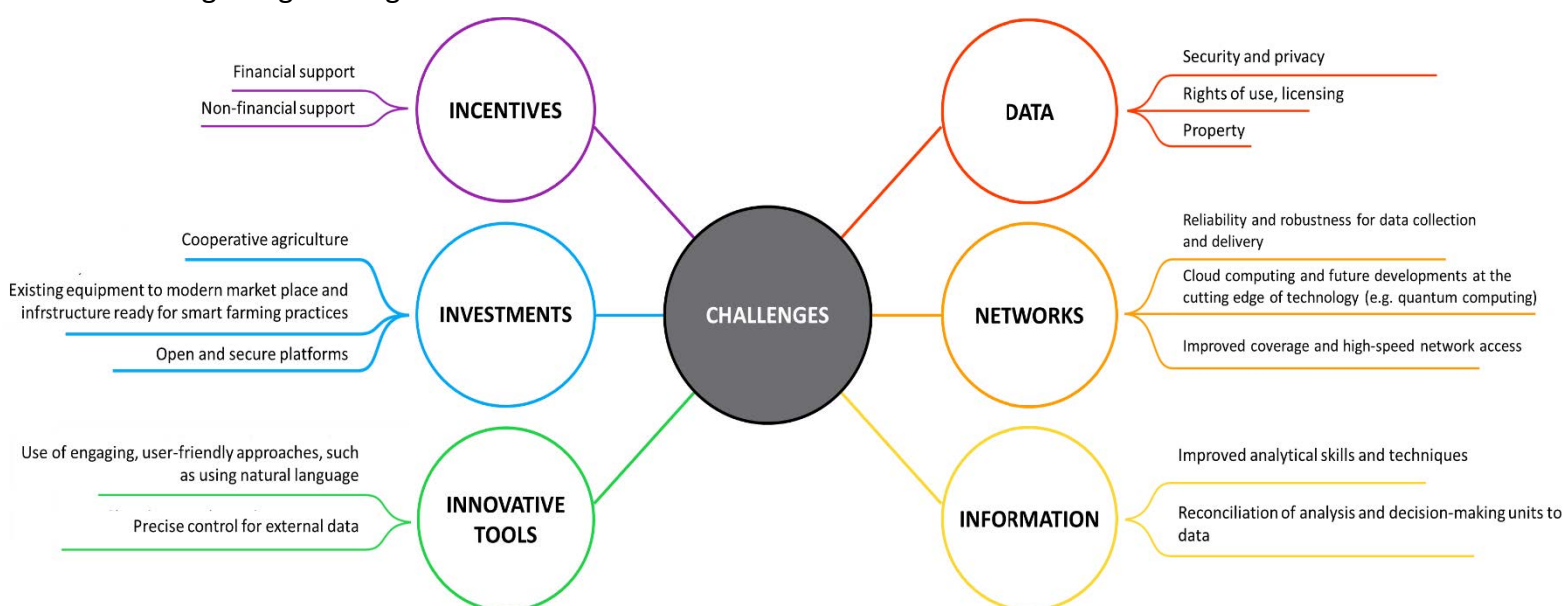 INCENTIVES
Financial support
Non-financial support
INVESTMENTS
Cooperative agriculture
Existing equipment to modern market place and
infrstructure ready for smart farming practices
Open and secure platforms
INNOVATIVE
TOOLS
Use of engaging, user-friendly approaches, such
as using natural language
Precise control for external data
CHALLENGES
DATA
Security and privacy
Rights of use, licensing
Property
NETWORKS
Reliability and robustness for data collection
and delivery
Cloud computing and future developments at the
cutting edge of technology (e.g. quantum computing)
Improved coverage and high-speed network access
INFORMATION
Improved analytical skills and techniques
Reconciliation of analysis and decision-making units to
data